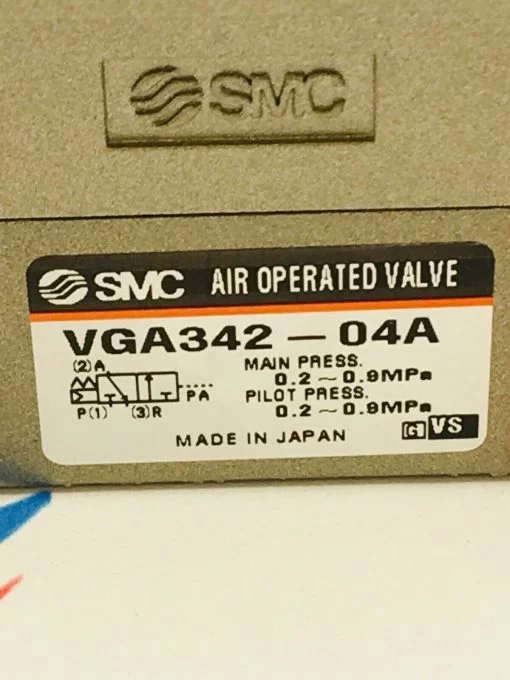 SMC
SMC AIR OPERATED VALVE
VGA342-04A
(2)A
MAIN PRESS.
0.2~0.9MPa
PA
PILOT PRESS.
P(1) (3)R
0.2~0.9MPa
MADE IN JAPAN
[G] VS